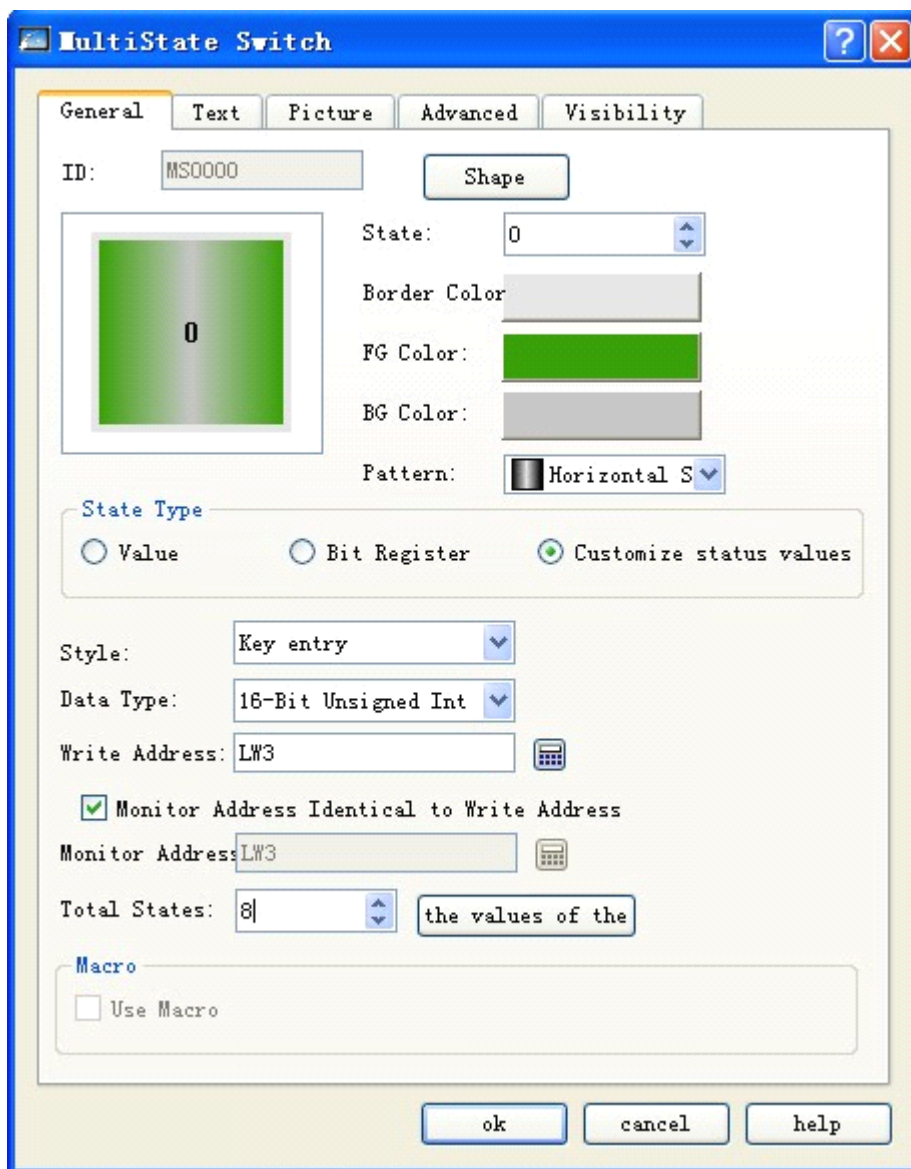 MultiState Switch
General Text Picture Advanced Visibility
ID: MS0000 Shape
0
State: 0
Border Color
FG Color:
BG Color:
Pattern: Horizontal S
State Type
Value Bit Register Customize status values
Style: Key entry
Data Type: 16-Bit Unsigned Int
Write Address: LW3
Monitor Address Identical to Write Address
Monitor Address LW3
Total States: 8 the values of the
Macro
Use Macro
ok cancel help